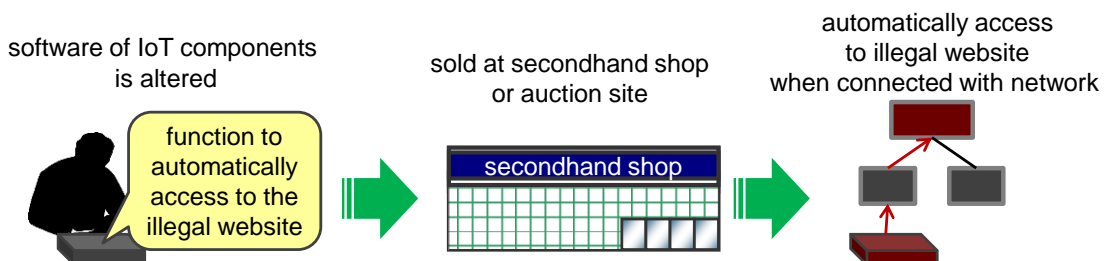 software of IoT components
is altered
function to
automatically
access to the
illegal website
sold at secondhand shop
or auction site
secondhand shop
automatically access
to illegal website
when connected with network